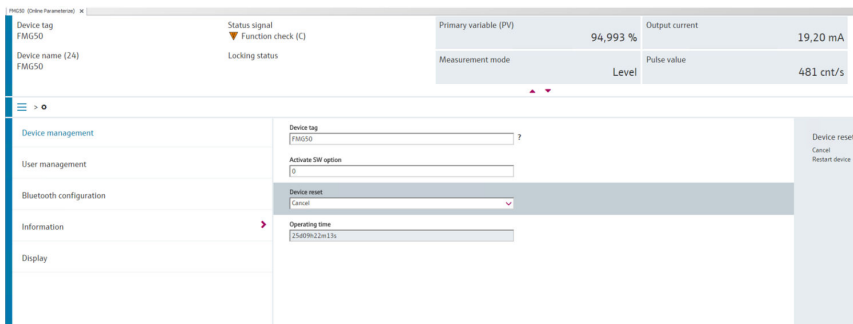 FMG50 (Online Parameterize) ×
Device tag
FMG50
Status signal
Function check (C)
Primary variable (PV)
94,993 %
Output current
19,20 mA
Device name (24)
FMG50
Locking status
Measurement mode
Level
Pulse value
481 cnt/s
>
Device management
User management
Bluetooth configuration
Information
Display
Device tag
FMG50
?
Activate SW option
0
Device reset
Cancel
Operating time
25d09h22m13s
Device reset
Cancel
Restart device